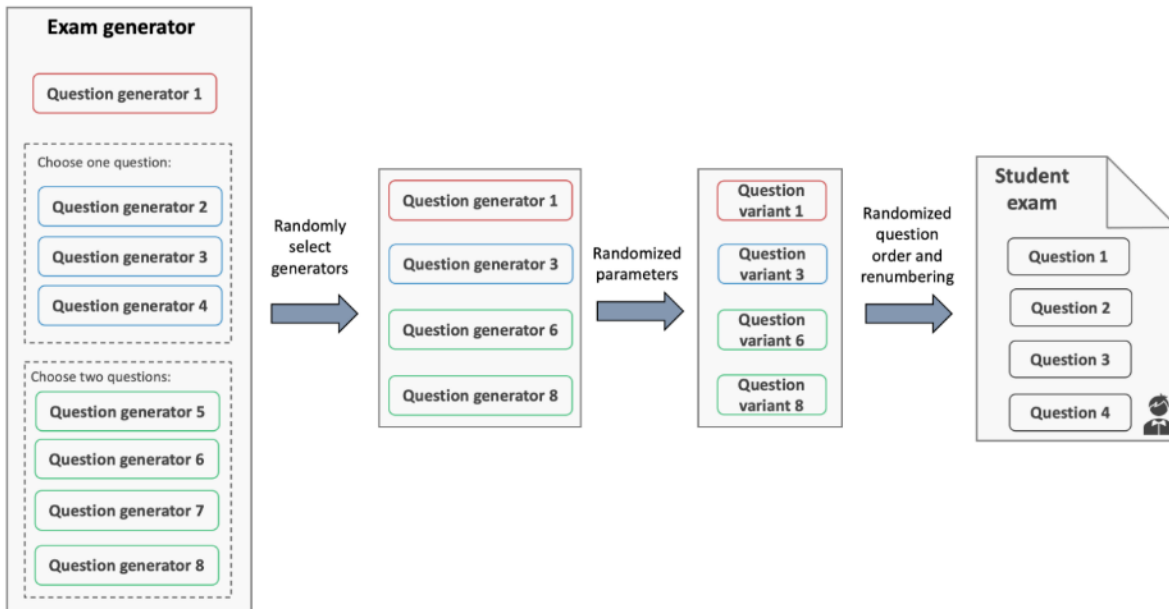 Exam generator
Question generator 1
Choose one question:
Question generator 2
Question generator 3
Question generator 4
Choose two questions:
Question generator 5
Question generator 6
Question generator 7
Question generator 8
Randomly
select
generators
Question generator 1
Question generator 3
Question generator 6
Question generator 8
Randomized
parameters
Question
variant 1
Question
variant 3
Question
variant 6
Question
variant 8
Randomized
question
order and
renumbering
Student
exam
Question 1
Question 2
Question 3
Question 4